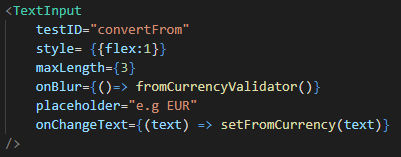 <TextInput
testID="convertFrom"
style= {{flex:1}}
maxLength={3}
onBlur={()=> fromCurrencyValidator()}
placeholder="e.g EUR"
onChangeText={(text) => setFromCurrency(text)}
/>